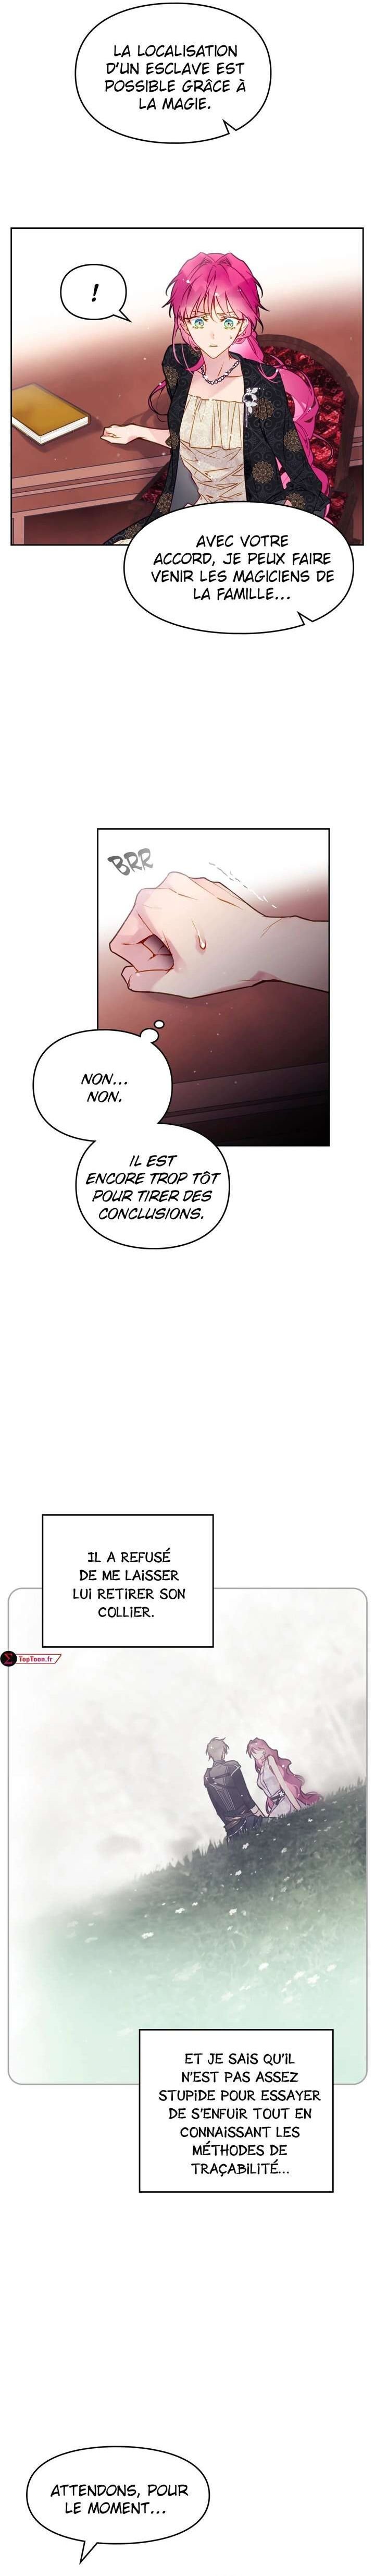 LA LOCALISATION
D'UN ESCLAVE EST
POSSIBLE GRÂCE À
LA MAGIE.
!
AVEC VOTRE
ACCORD, JE PEUX FAIRE
VENIR LES MAGICIENS DE
LA FAMILLE...
BRR
NON...
NON.
IL EST
ENCORE TROP TÔT
POUR TIRER DES
CONCLUSIONS.
IL A REFUSÉ
DE ME LAISSER
LUI RETIRER SON
COLLIER.
TopToon.fr
ET JE SAIS QU'IL
N'EST PAS ASSEZ
STUPIDE POUR ESSAYER
DE S'ENFUIR TOUT EN
CONNAISSANT LES
MÉTHODES DE
TRAÇABILITÉ...
ATTENDONS, POUR
LE MOMENT...